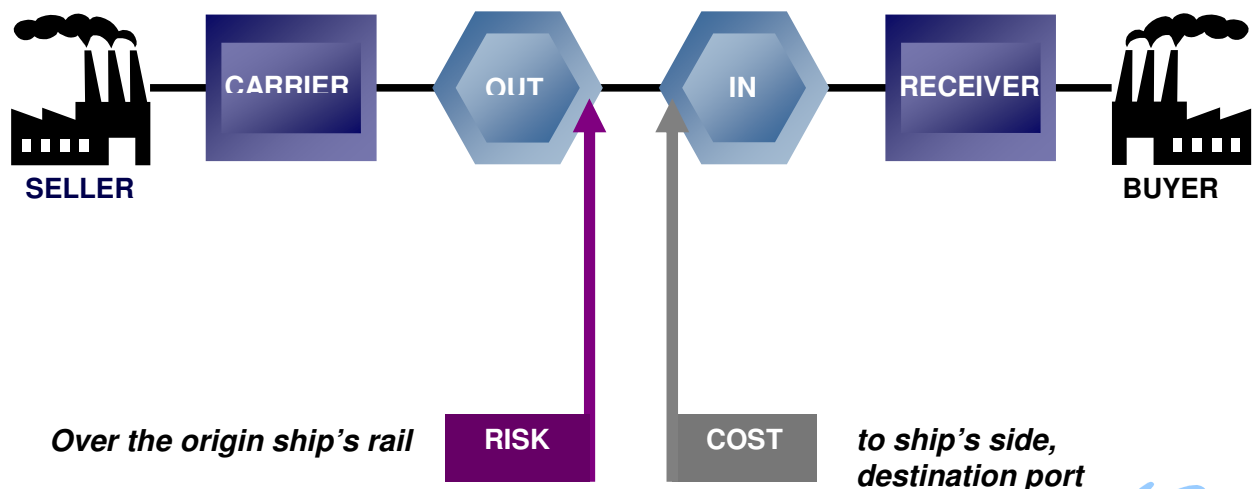 CARRIER
OUT
IN
RECEIVER
SELLER
BUYER
Over the origin ship's rail
RISK
COST
to ship's side,
destination port